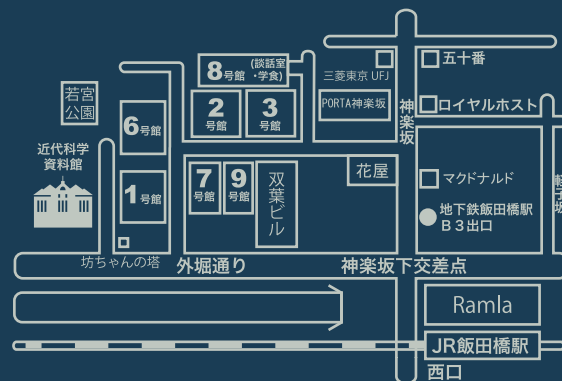 8号館
(談話室
・学食)
五十番
三菱東京 UFJ
若宮
公園
2
号館
3
号館
PORTA神楽坂
神楽坂
ロイヤルホスト
6号館
近代科学
資料館
1号館
7
号館
9
号館
双葉ビル
花屋
マクドナルド
軽子坂
地下鉄飯田橋駅
B3出口
坊ちゃんの塔
外堀通り
神楽坂下交差点
Ramla
JR飯田橋駅
西口